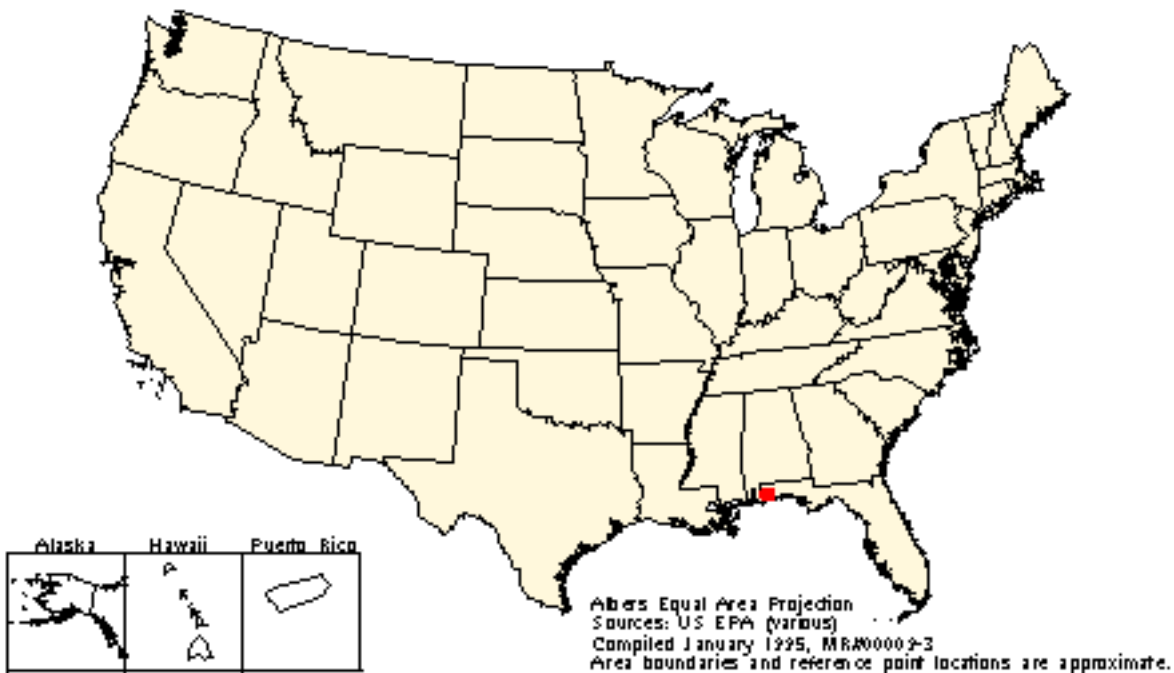 Alaska
Hawaii
Puerto Rico
Albers Equal Area Projection
Sources: US EPA (various)
Compiled January 1995, MR#00009-3
Area boundaries and reference point locations are approximate.